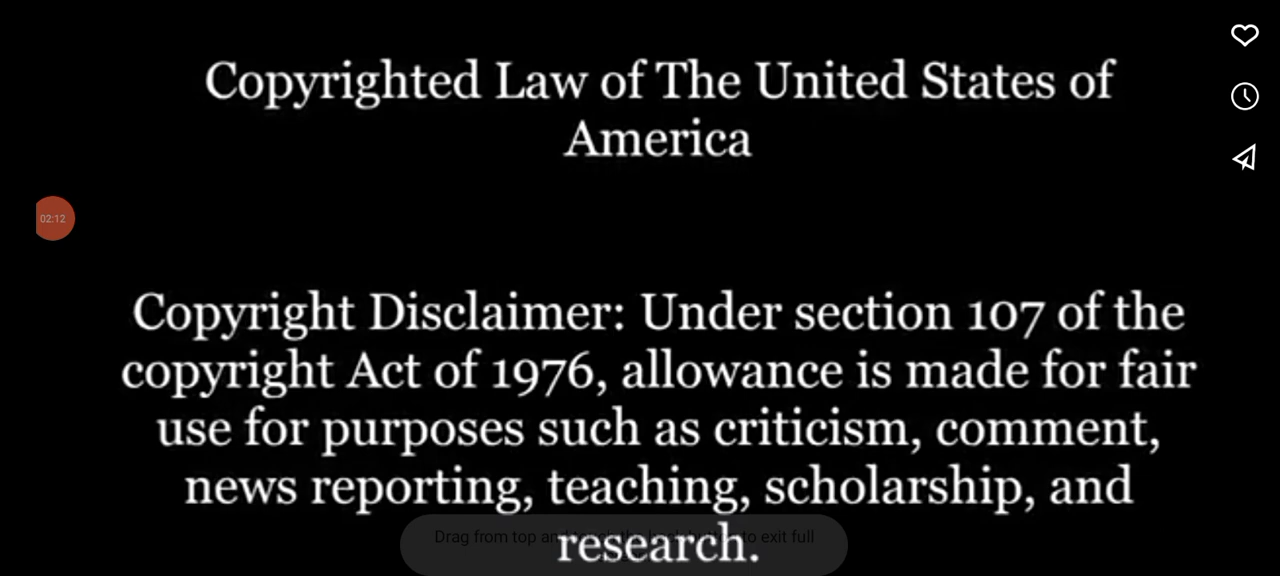 Copyrighted Law of The United States of
America
02:12
Copyright Disclaimer: Under section 107 of the
copyright Act of 1976, allowance is made for fair
use for purposes such as criticism, comment,
news reporting, teaching, scholarship, and
Drag from top an to exit full
research.